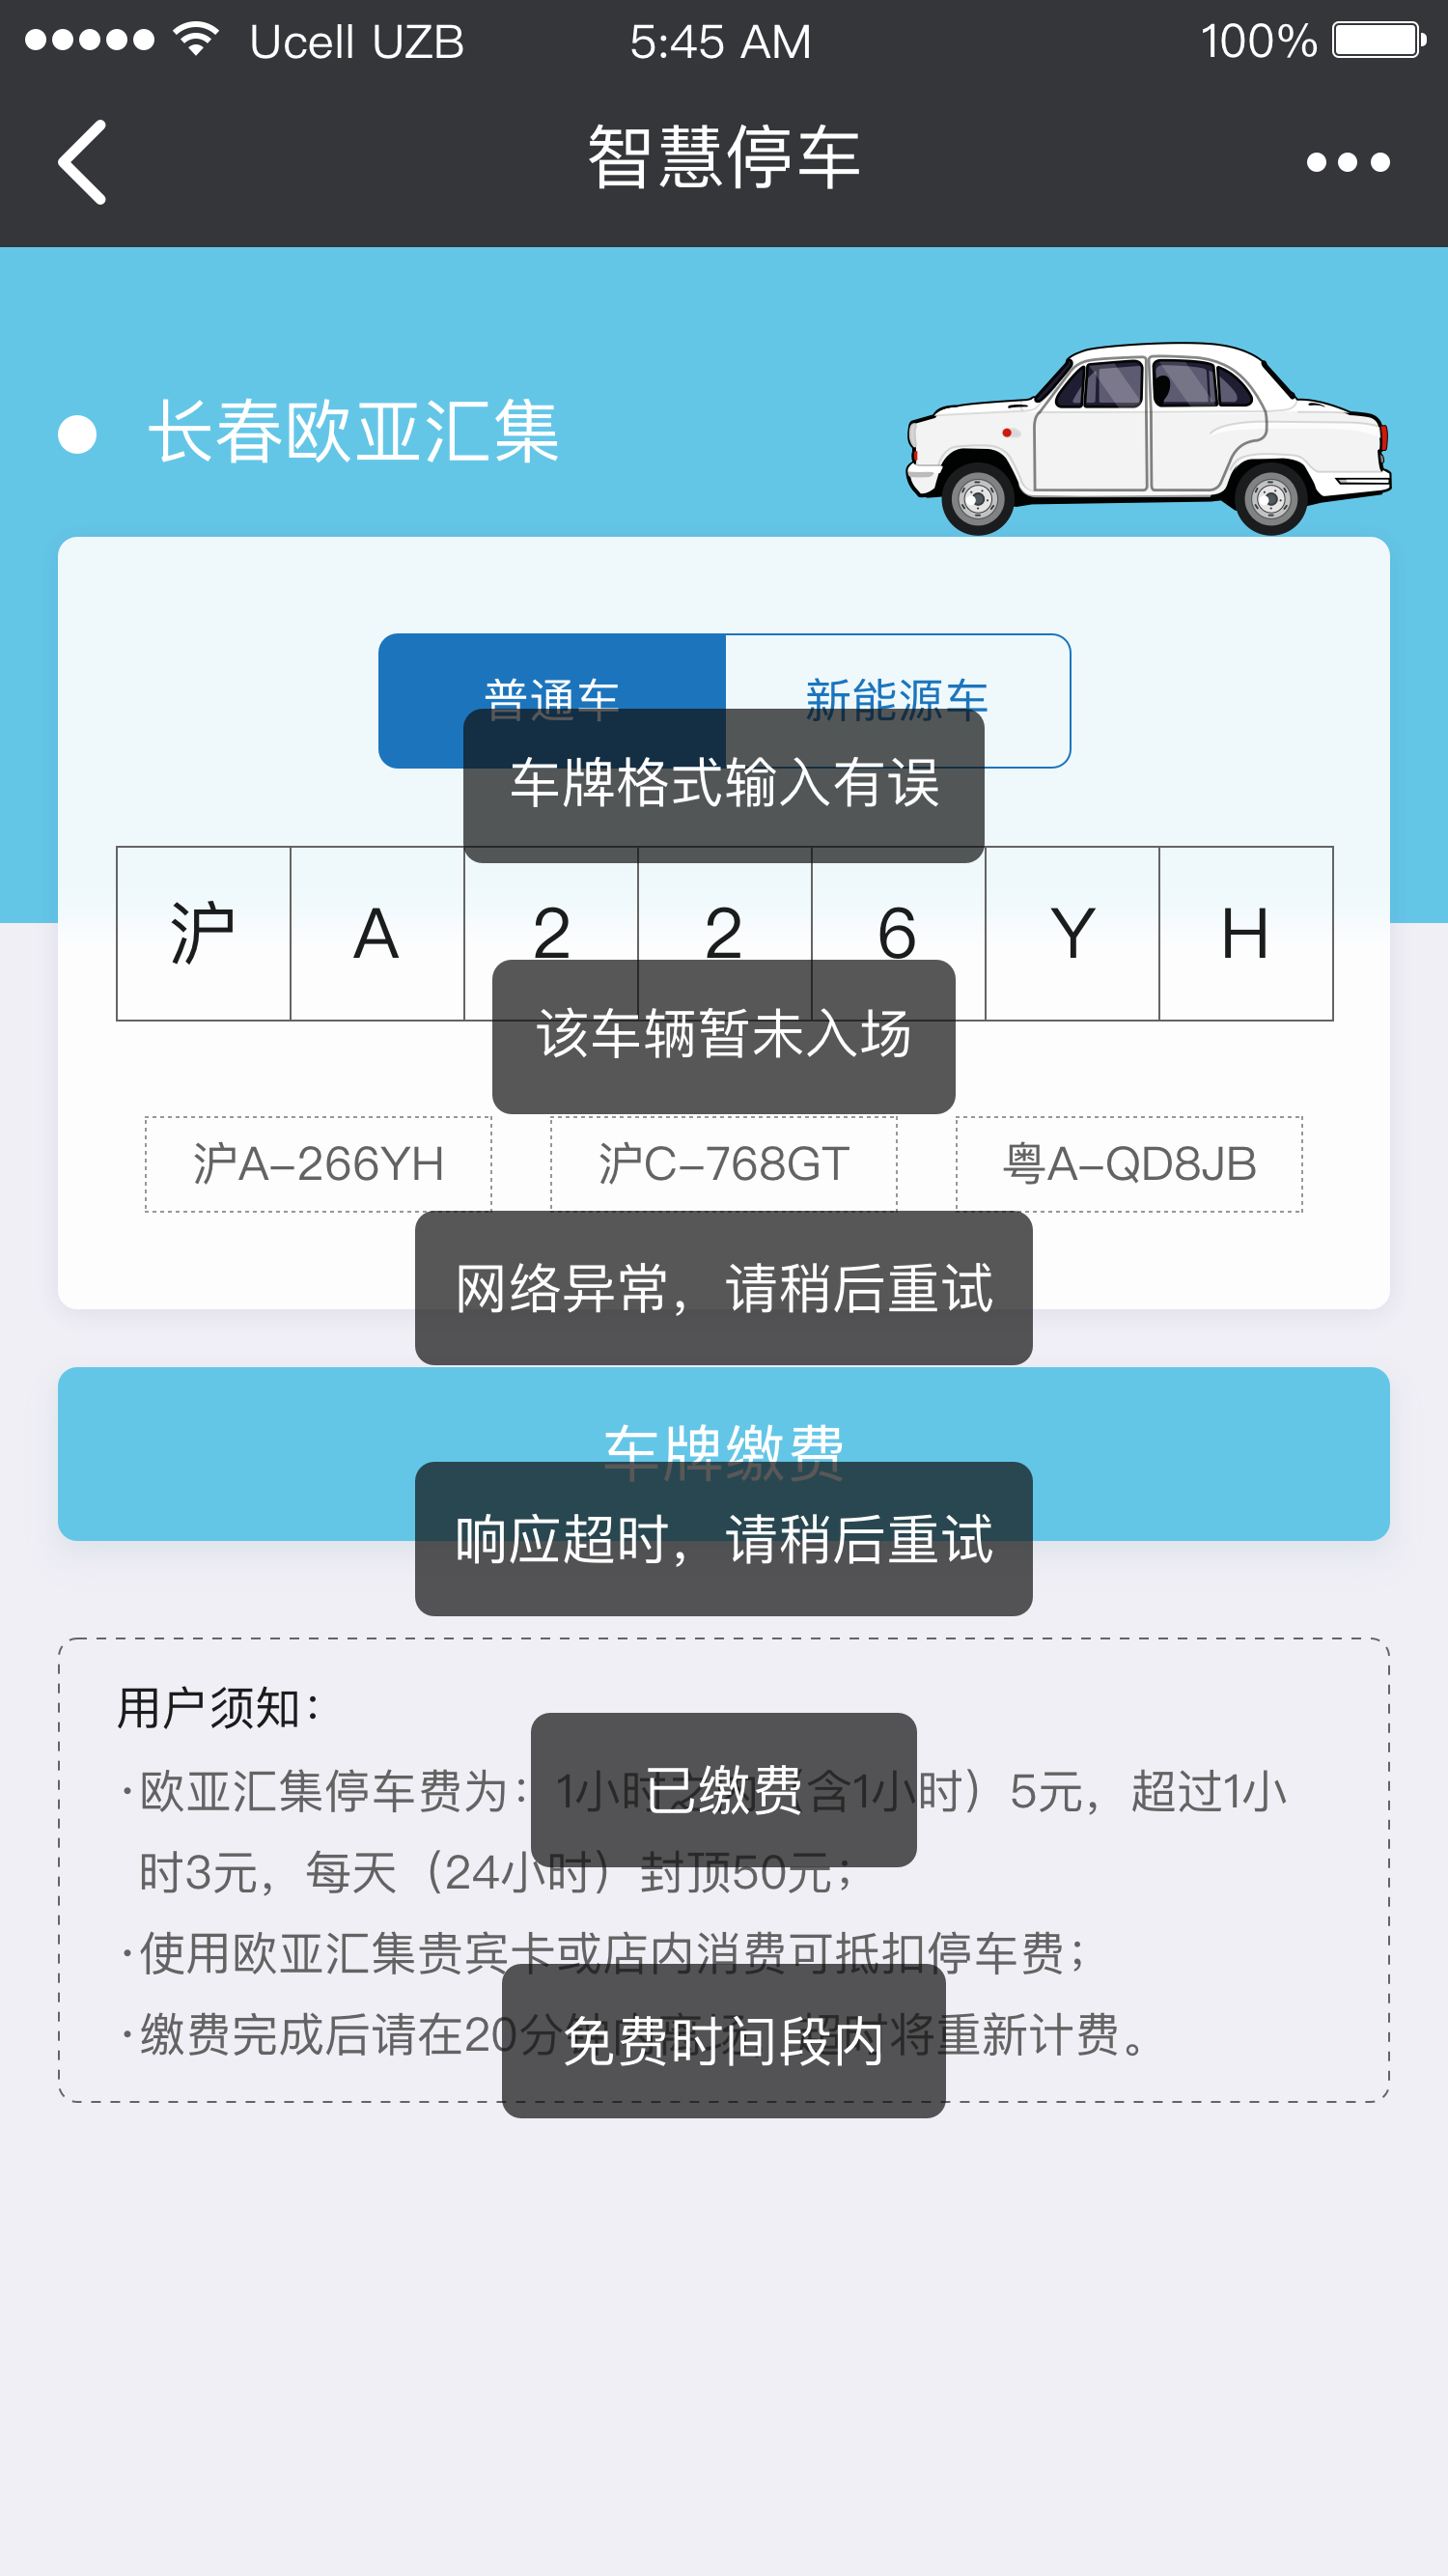 Ucell UZB 5:45 AM 100%
智慧停车
长春欧亚汇集
普通车 新能源车
车牌格式输入有误
沪 A 2 2 6 Y H
该车辆暂未入场
沪A-266YH 沪C-768GT 粤A-QD8JB
网络异常，请稍后重试
车牌缴费
响应超时，请稍后重试
用户须知：
·欧亚汇集停车费为：1小时之内（含1小时）5元，超过1小
已缴费
时3元，每天（24小时）封顶50元；
·使用欧亚汇集贵宾卡或店内消费可抵扣停车费；
·缴费完成后请在20分 将重新计费。
免费时间段内